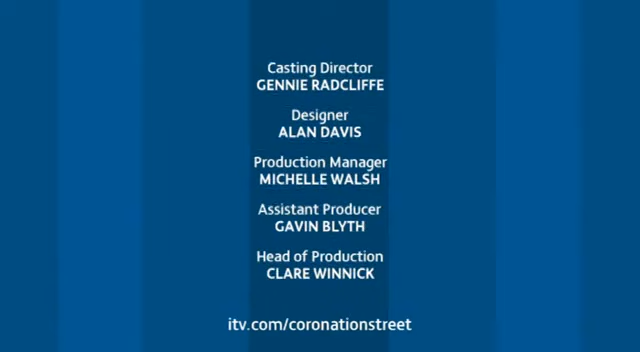 Casting Director
GENNIE RADCLIFFE
Designer
ALAN DAVIS
Production Manager
MICHELLE WALSH
Assistant Producer
GAVIN BLYTH
Head of Production
CLARE WINNICK
itv.com/coronationstreet